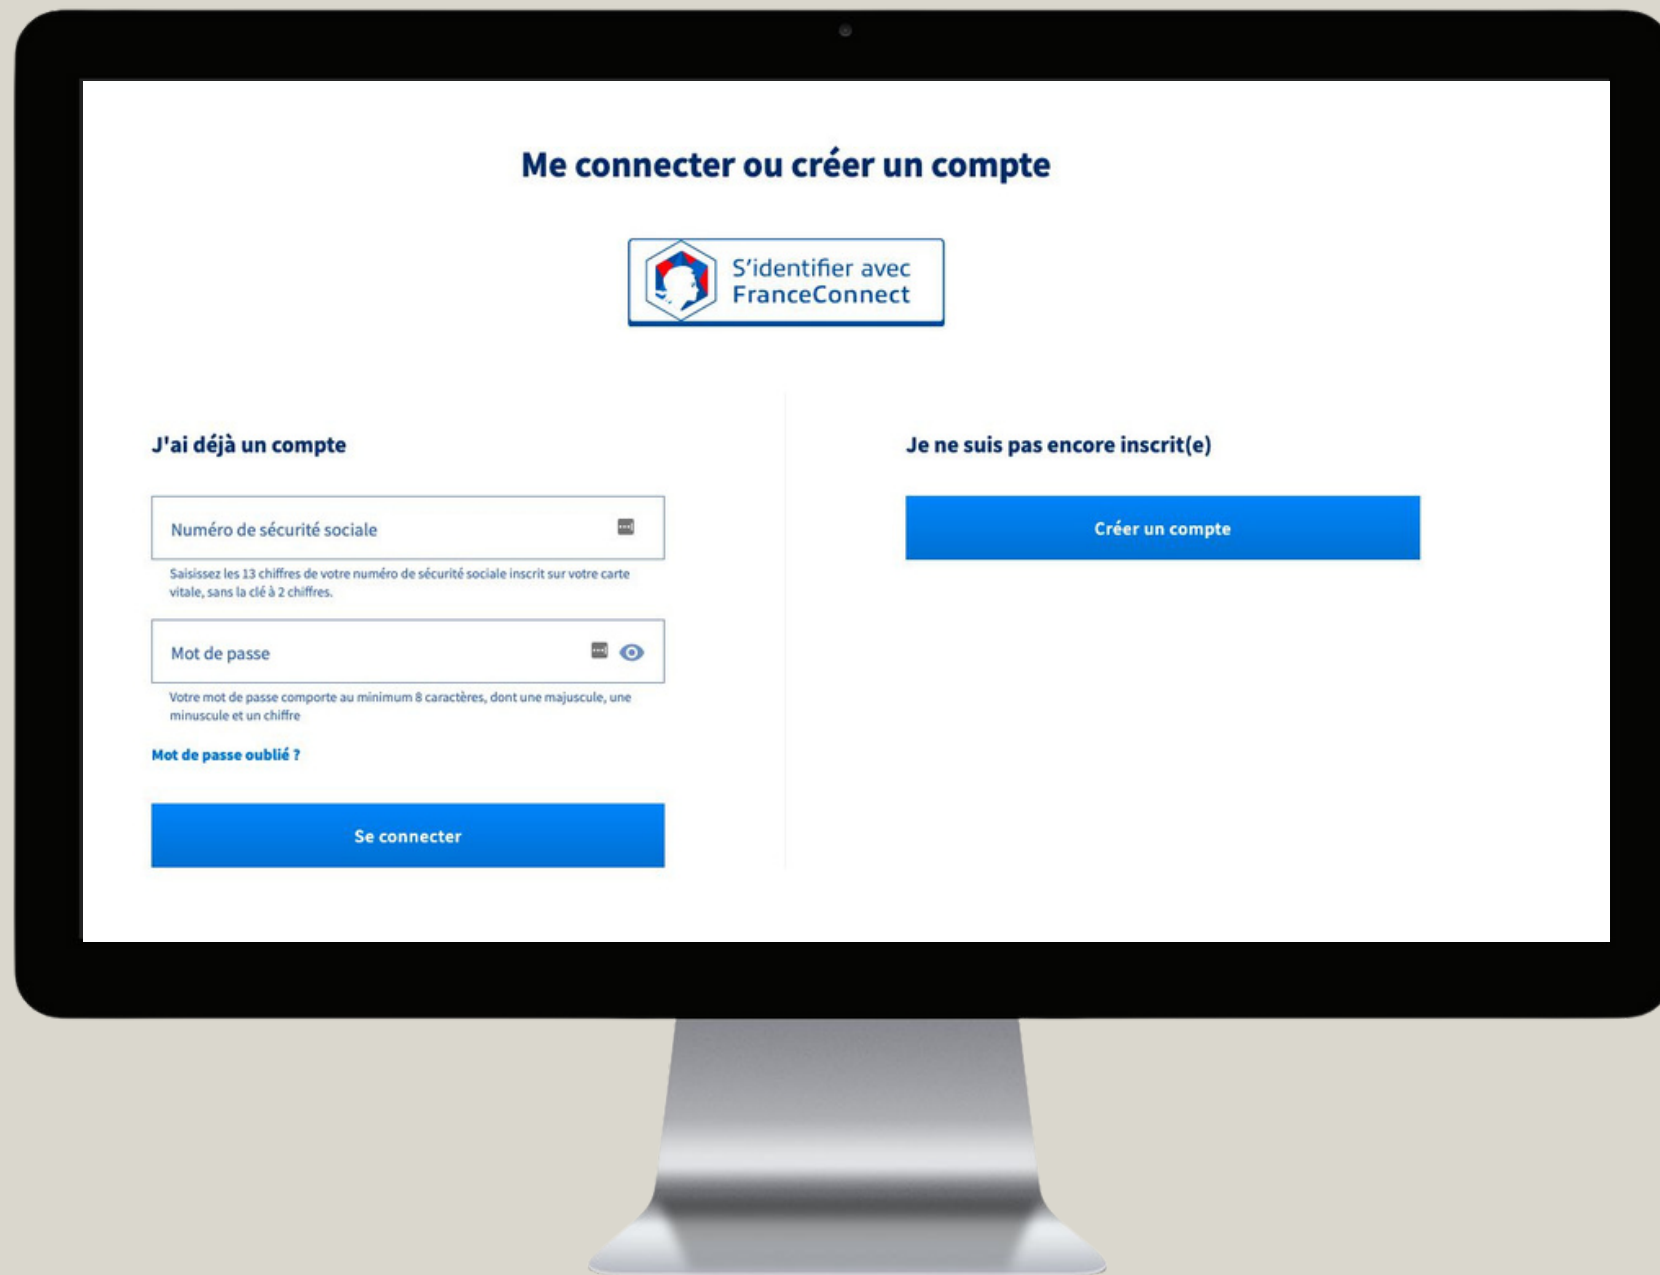 Me connecter ou créer un compte
S'identifier avec
FranceConnect
J'ai déjà un compte
Numéro de sécurité sociale
Saisissez les 13 chiffres de votre numéro de sécurité sociale inscrit sur votre carte
vitale, sans la clé à 2 chiffres.
Mot de passe
Votre mot de passe comporte au minimum 8 caractères, dont une majuscule, une
minuscule et un chiffre
Mot de passe oublié ?
Se connecter
Je ne suis pas encore inscrit(e)
Créer un compte